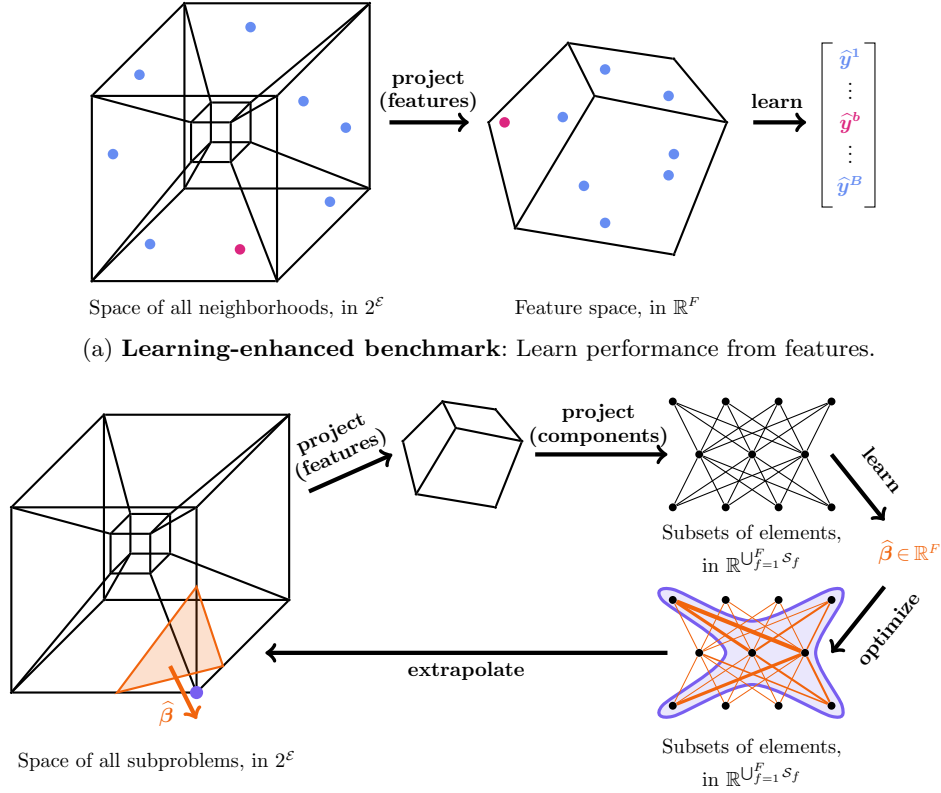 project
(features)
learn
ŷ¹
⋮
ŷᵇ
⋮
ŷᴮ
Space of all neighborhoods, in 2^ℰ
Feature space, in ℝ^F
(a) Learning-enhanced benchmark: Learn performance from features.
project
(features)
project
(components)
learn
Subsets of elements,
in ℝ^{⋃_{f=1}^F 𝒮_f}
β̂ ∈ ℝ^F
optimize
extrapolate
β̂
Space of all subproblems, in 2^ℰ
Subsets of elements,
in ℝ^{⋃_{f=1}^F 𝒮_f}